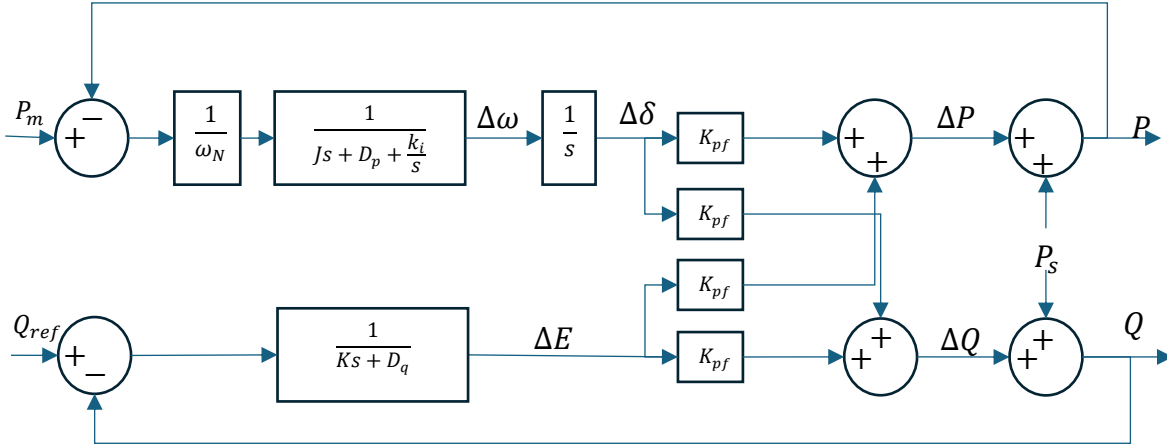 P_m
+
−
1/ω_N
1/(Js + D_p + k_i/s)
Δω
1/s
Δδ
K_pf
+
+
ΔP
+
+
P
K_pf
K_pf
P_s
Q_ref
+
−
1/(Ks + D_q)
ΔE
K_pf
+
+
ΔQ
+
+
Q